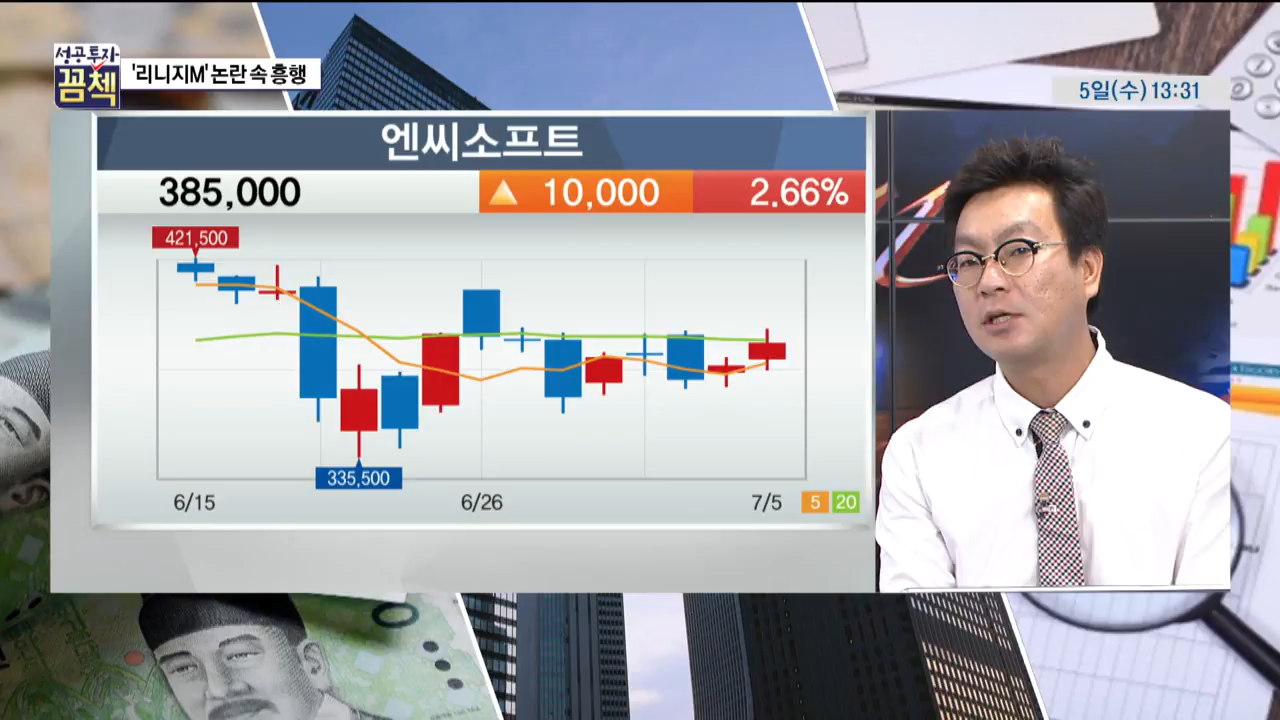 성공투자
꼼첵
'리니지M' 논란 속 흥행
5일(수) 13:31
엔씨소프트
385,000 ▲ 10,000 2.66%
421,500
335,500
6/15 6/26 7/5 5 20